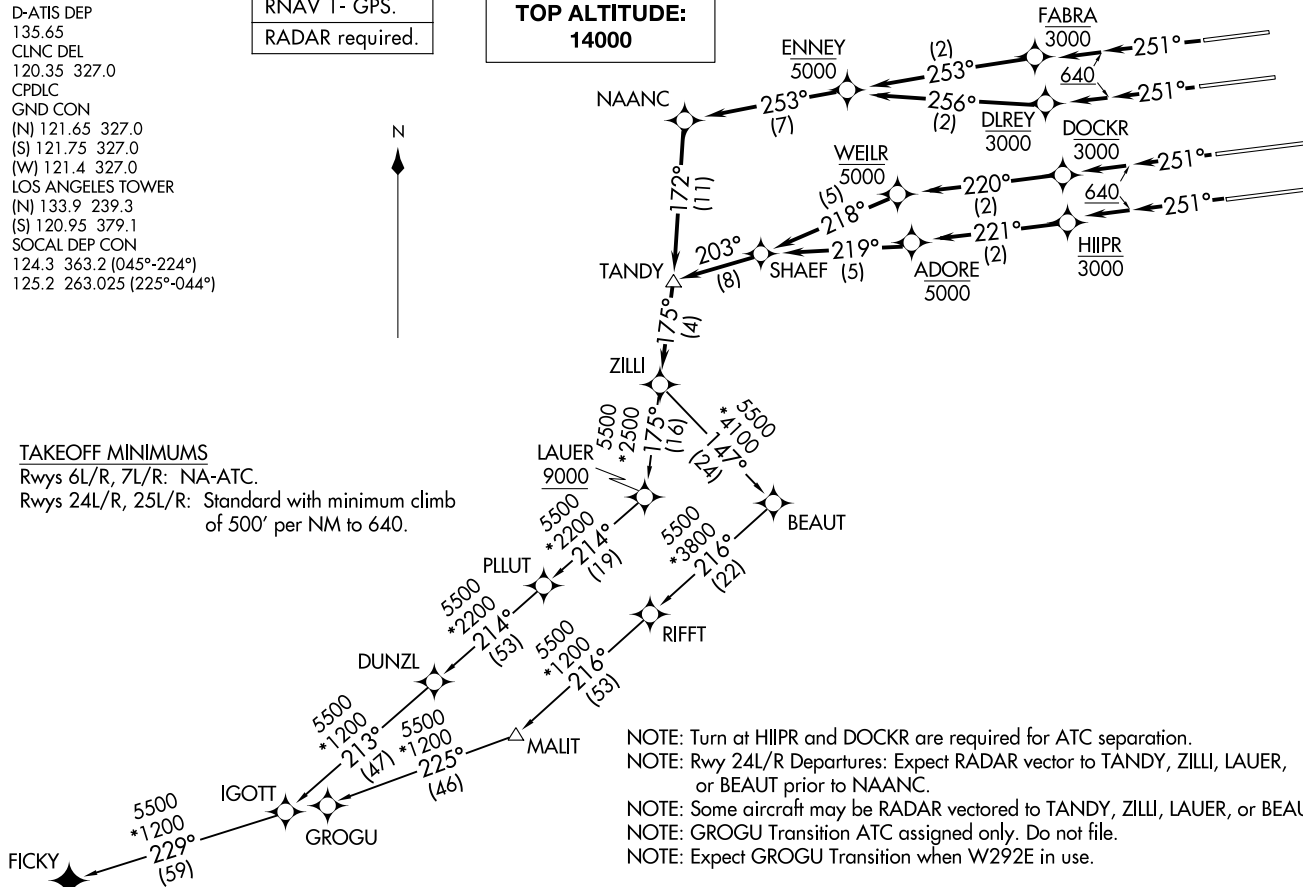 D-ATIS DEP
135.65
CLNC DEL
120.35 327.0
CPDLC
GND CON
(N) 121.65 327.0
(S) 121.75 327.0
(W) 121.4 327.0
LOS ANGELES TOWER
(N) 133.9 239.3
(S) 120.95 379.1
SOCAL DEP CON
124.3 363.2 (045°-224°)
125.2 263.025 (225°-044°)
RNAV 1- GPS.
RADAR required.
TOP ALTITUDE:
14000
N
FABRA
3000
251°
640
251°
DLREY
3000
(2)
253°
256°
(2)
ENNEY
5000
253°
(7)
NAANC
172°
(11)
DOCKR
3000
251°
640
251°
HIIPR
3000
220°
(2)
221°
(2)
WEILR
5000
ADORE
5000
(5)
218°
219°
(5)
SHAEF
203°
(8)
TANDY
175°
(4)
ZILLI
5500
*2500
175°
(16)
5500
*4100
147°
(24)
LAUER
9000
BEAUT
5500
*2200
214°
(19)
5500
*3800
216°
(22)
PLLUT
RIFFT
5500
*2200
214°
(53)
5500
*1200
216°
(53)
DUNZL
MALIT
5500
*1200
213°
(47)
5500
*1200
225°
(46)
IGOTT
GROGU
5500
*1200
229°
(59)
FICKY
TAKEOFF MINIMUMS
Rwys 6L/R, 7L/R: NA-ATC.
Rwys 24L/R, 25L/R: Standard with minimum climb
of 500' per NM to 640.
NOTE: Turn at HIIPR and DOCKR are required for ATC separation.
NOTE: Rwy 24L/R Departures: Expect RADAR vector to TANDY, ZILLI, LAUER,
or BEAUT prior to NAANC.
NOTE: Some aircraft may be RADAR vectored to TANDY, ZILLI, LAUER, or BEAU
NOTE: GROGU Transition ATC assigned only. Do not file.
NOTE: Expect GROGU Transition when W292E in use.